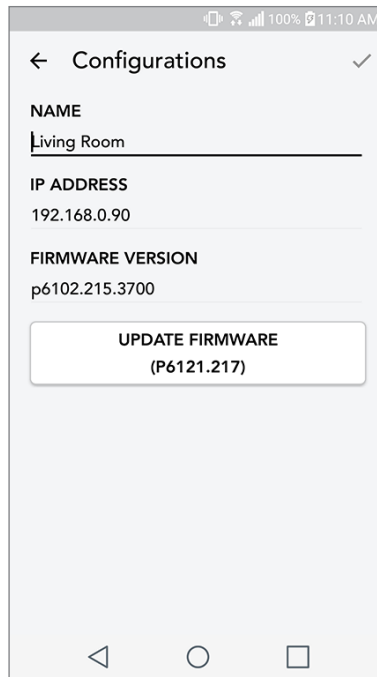 100% 11:10 AM
Configurations
NAME
Living Room
IP ADDRESS
192.168.0.90
FIRMWARE VERSION
p6102.215.3700
UPDATE FIRMWARE
(P6121.217)